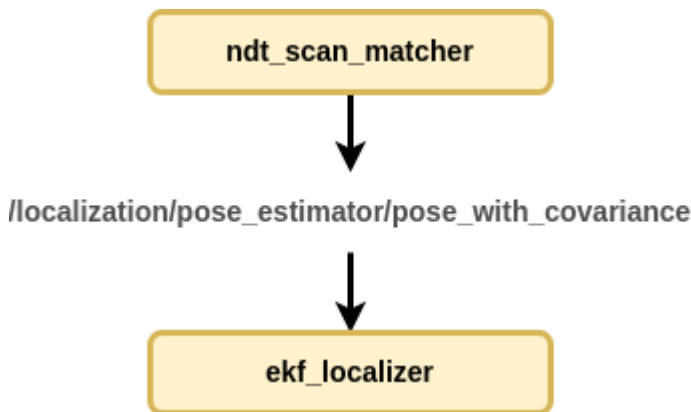 ndt_scan_matcher
/localization/pose_estimator/pose_with_covariance
ekf_localizer